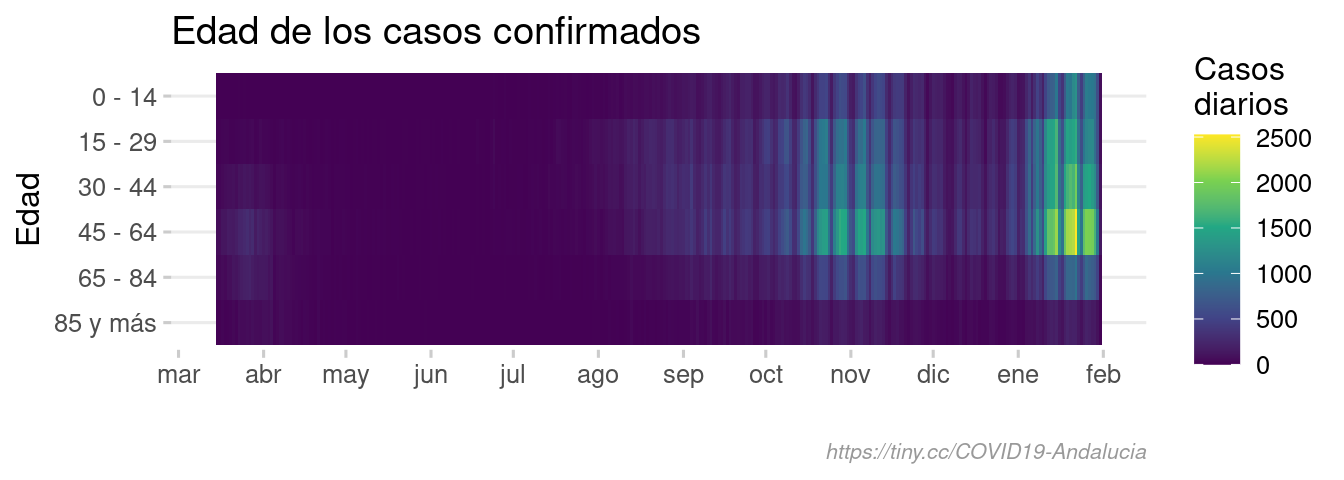 Edad de los casos confirmados
Edad
0 - 14
15 - 29
30 - 44
45 - 64
65 - 84
85 y más
mar abr may jun jul ago sep oct nov dic ene feb
Casos
diarios
2500
2000
1500
1000
500
0
https://tiny.cc/COVID19-Andalucia